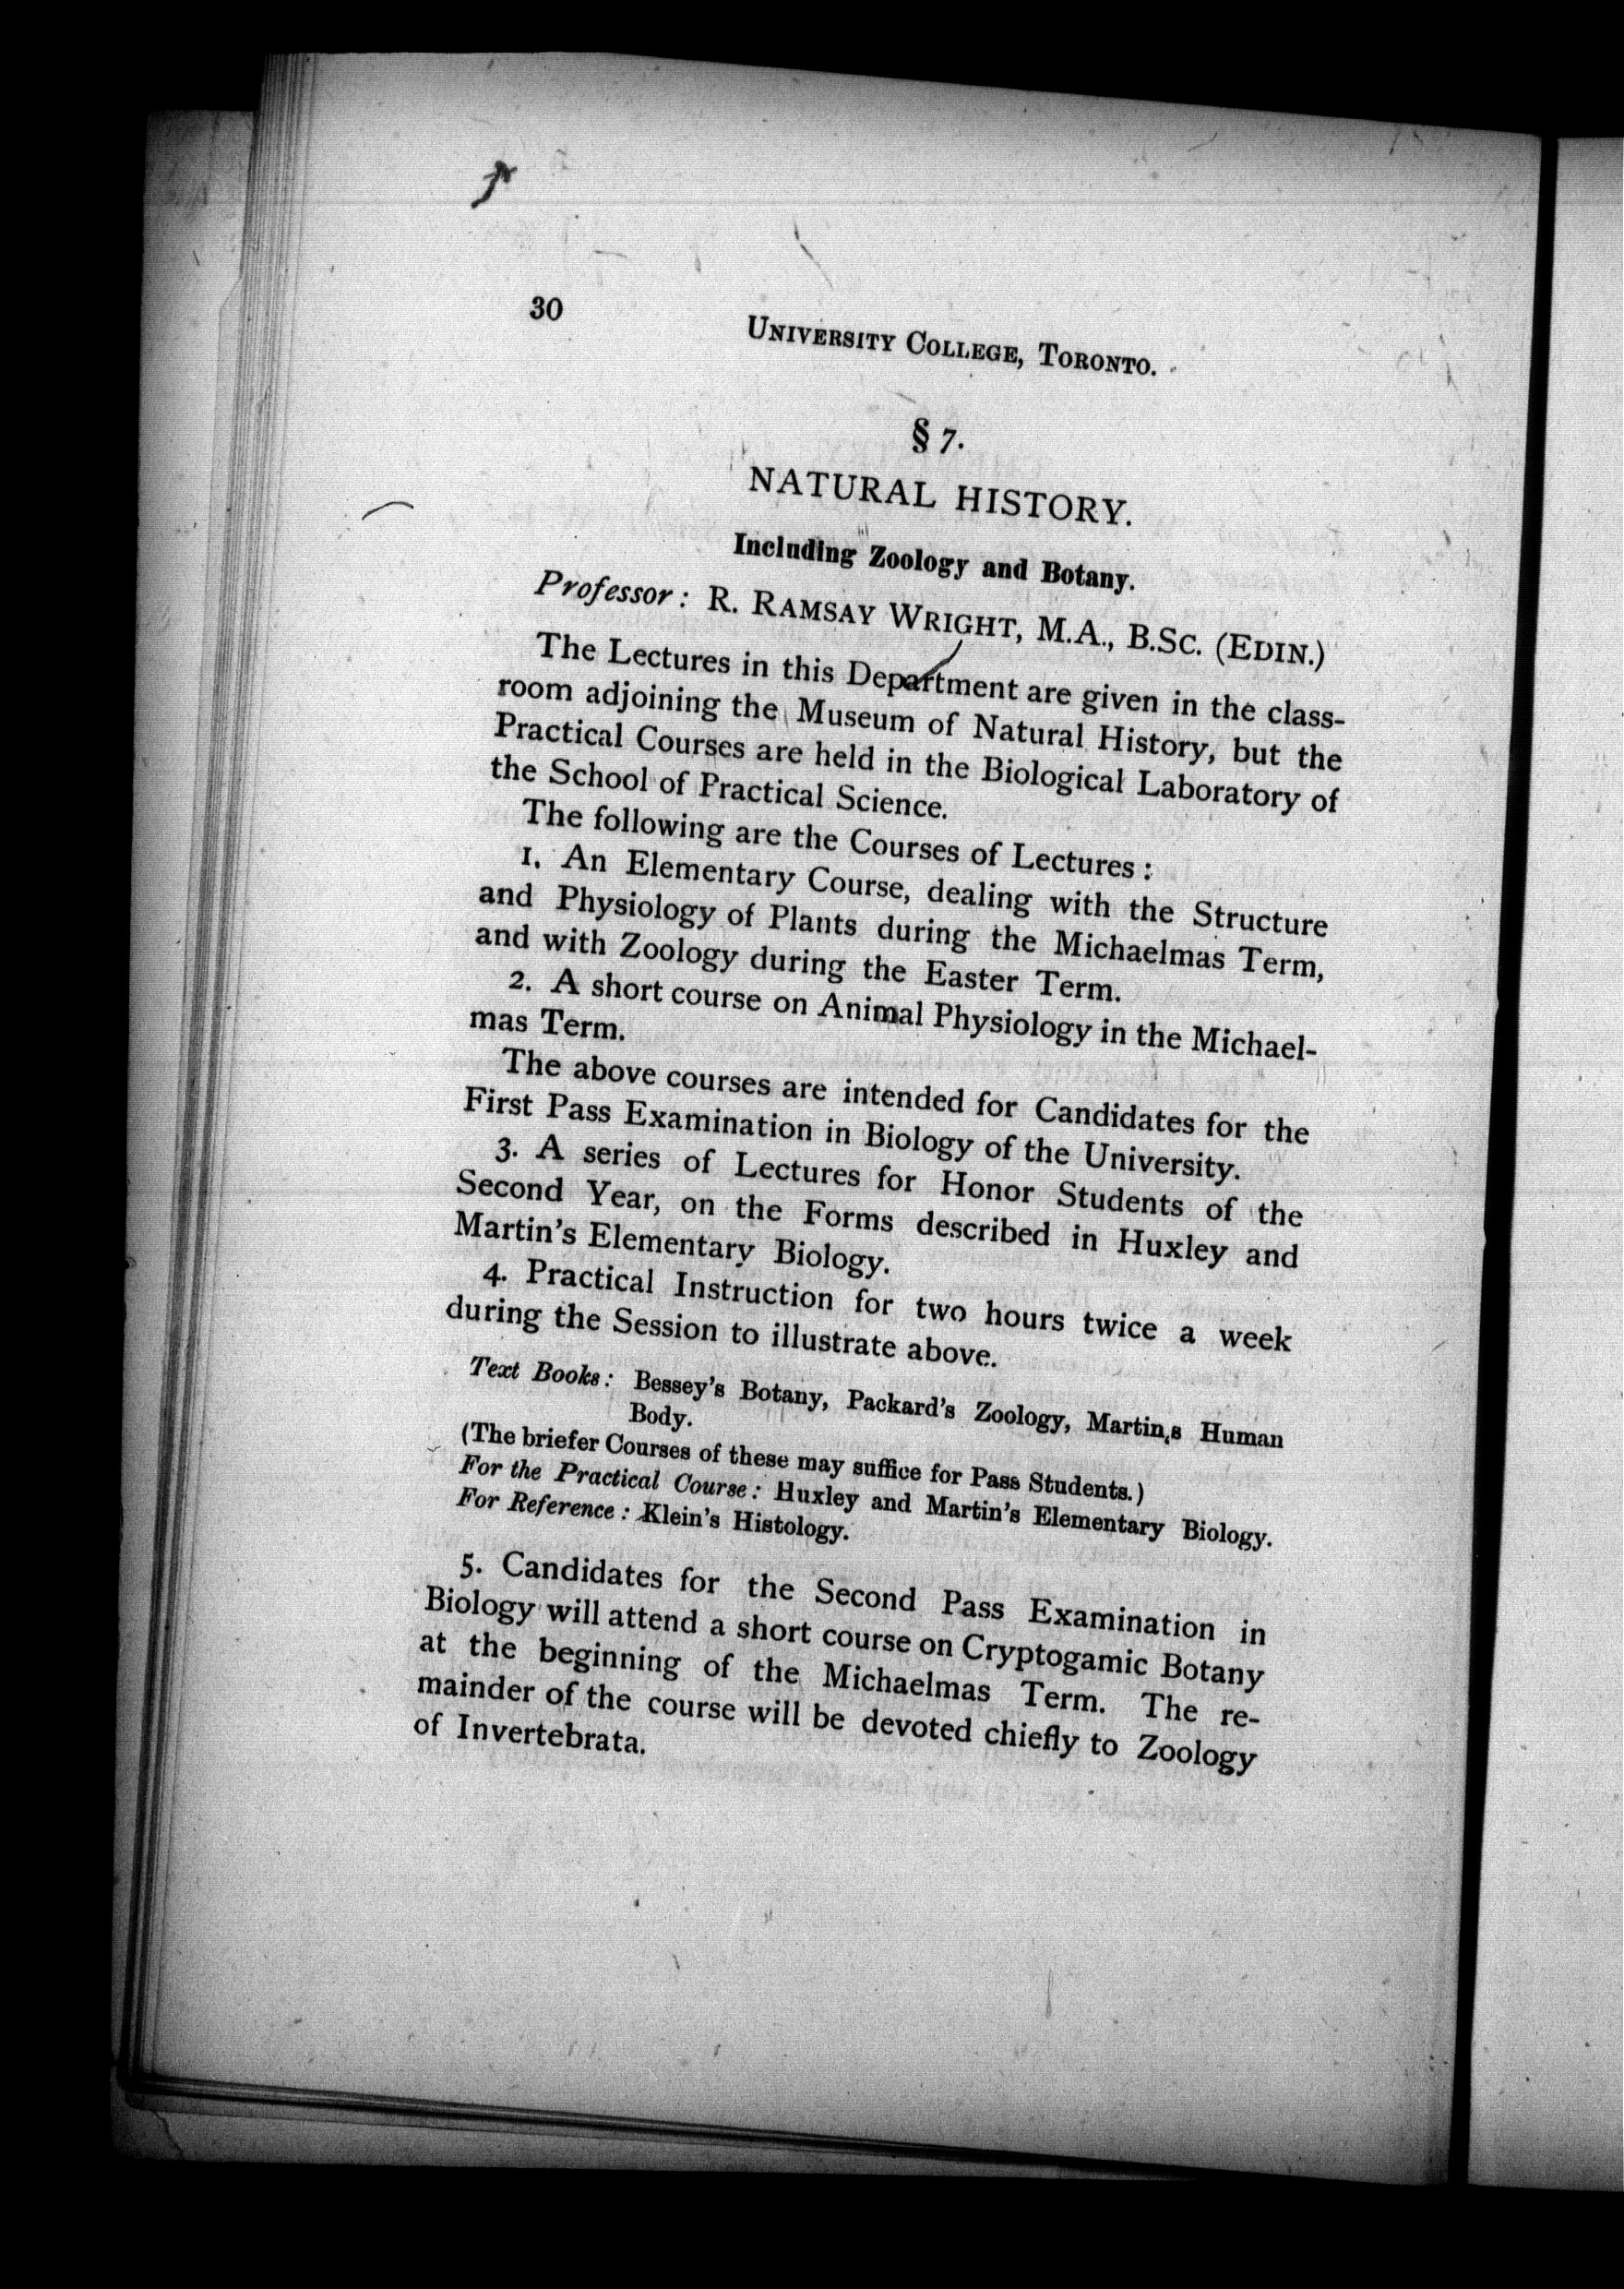 30
UNIVERSITY COLLEGE, TORONTO.
§ 7.
NATURAL HISTORY.
Including Zoology and Botany.
Professor: R. RAMSAY WRIGHT, M.A., B.SC. (EDIN.)
The Lectures in this Department are given in the class-
room adjoining the Museum of Natural History, but the
Practical Courses are held in the Biological Laboratory of
the School of Practical Science.
The following are the Courses of Lectures:
1. An Elementary Course, dealing with the Structure
and Physiology of Plants during the Michaelmas Term,
and with Zoology during the Easter Term.
2. A short course on Animal Physiology in the Michael-
mas Term.
The above courses are intended for Candidates for the
First Pass Examination in Biology of the University.
3. A series of Lectures for Honor Students of the
Second Year, on the Forms described in Huxley and
Martin's Elementary Biology.
4. Practical Instruction for two hours twice a week
during the Session to illustrate above.
Text Books: Bessey's Botany, Packard's Zoology, Martin,s Human
Body.
(The briefer Courses of these may suffice for Pass Students.)
For the Practical Course: Huxley and Martin's Elementary Biology.
For Reference: Klein's Histology.
5. Candidates for the Second Pass Examination in
Biology will attend a short course on Cryptogamic Botany
at the beginning of the Michaelmas Term. The re-
mainder of the course will be devoted chiefly to Zoology
of Invertebrata.